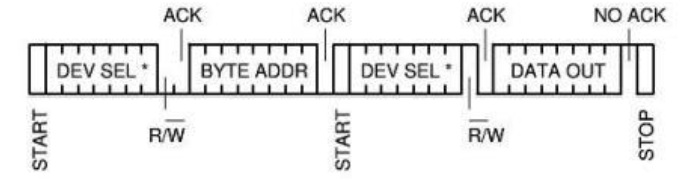 ACK ACK ACK NO ACK
DEV SEL * BYTE ADDR DEV SEL * DATA OUT
START R/W START R/W STOP